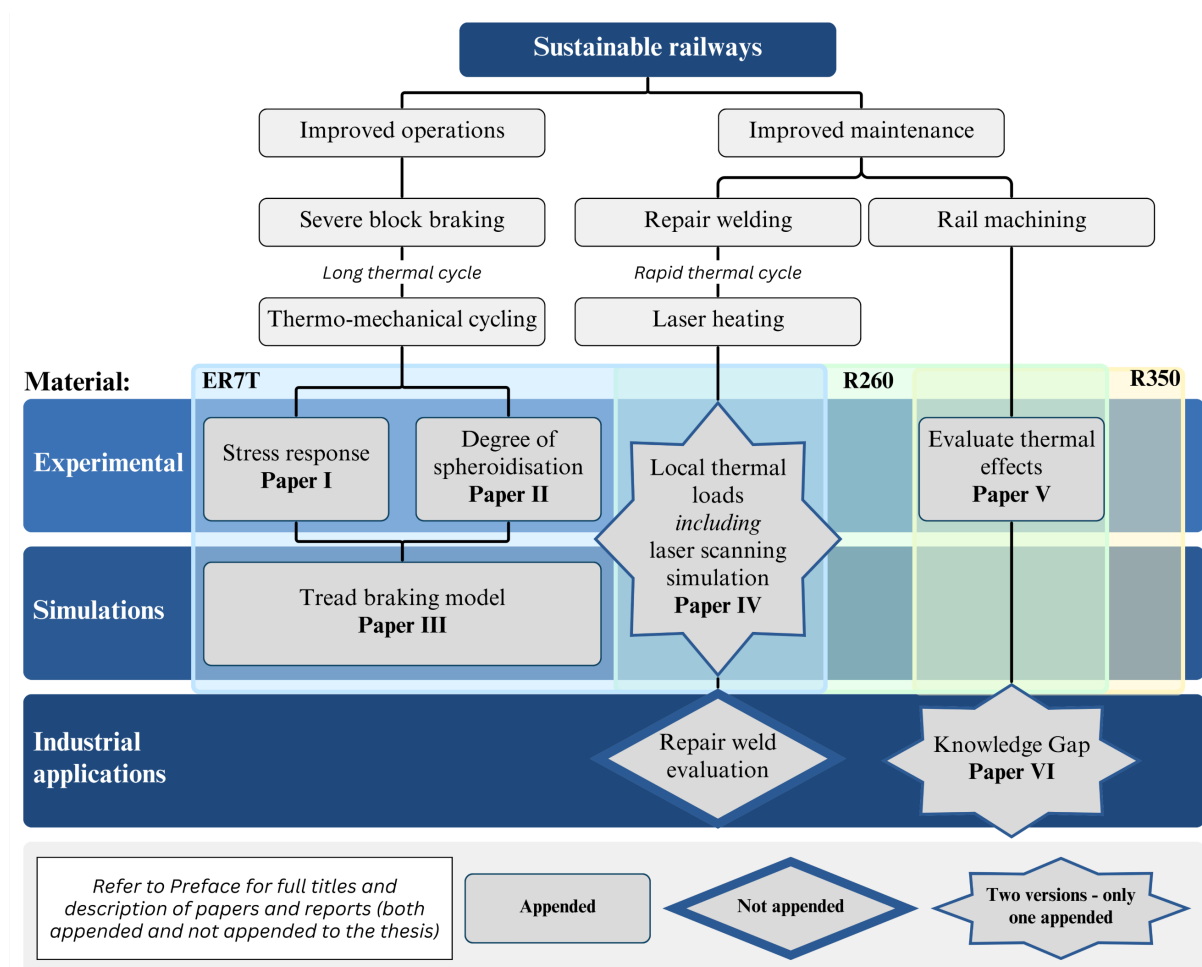 Sustainable railways
Improved operations
Improved maintenance
Severe block braking
Repair welding
Rail machining
Long thermal cycle
Rapid thermal cycle
Thermo-mechanical cycling
Laser heating
Material:
ER7T
R260
R350
Experimental
Stress response
Paper I
Degree of
spheroidisation
Paper II
Local thermal
loads
including
laser scanning
simulation
Paper IV
Evaluate thermal
effects
Paper V
Simulations
Tread braking model
Paper III
Industrial
applications
Repair weld
evaluation
Knowledge Gap
Paper VI
Refer to Preface for full titles and
description of papers and reports (both
appended and not appended to the thesis)
Appended
Not appended
Two versions - only
one appended